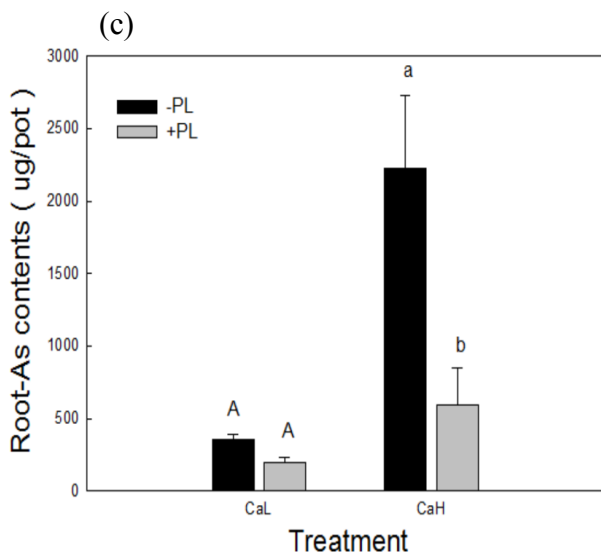 (c)
3000
2500
2000
1500
1000
500
0
Root-As contents ( ug/pot)
-PL
+PL
a
b
A
A
CaL
CaH
Treatment